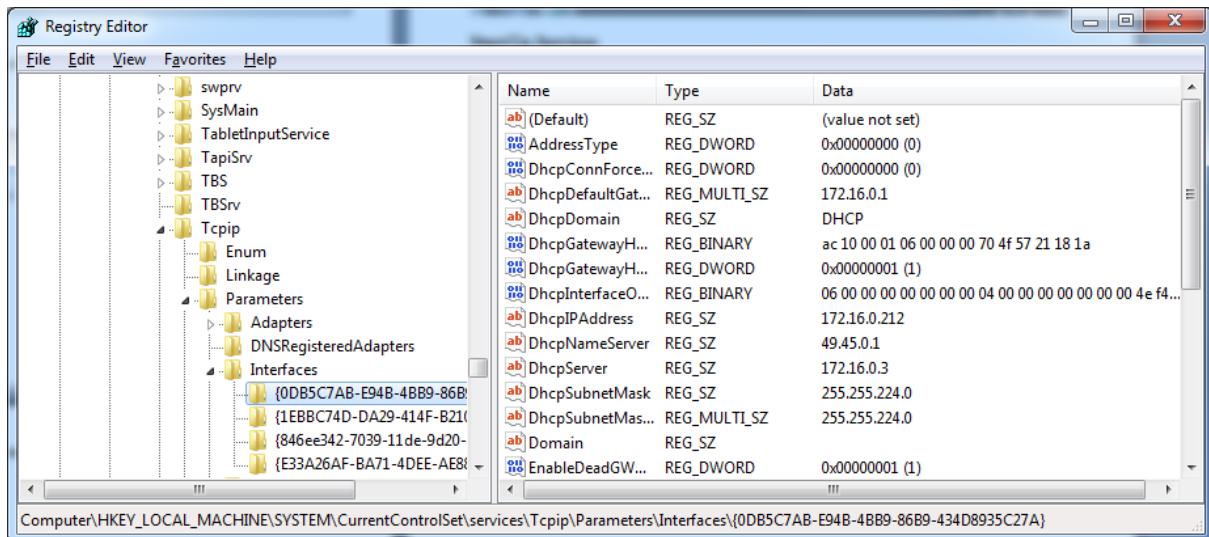 Registry Editor
File Edit View Favorites Help
swprv
SysMain
TabletInputService
TapiSrv
TBS
TBSrv
Tcpip
Enum
Linkage
Parameters
Adapters
DNSRegisteredAdapters
Interfaces
{0DB5C7AB-E94B-4BB9-86B9
{1EBBC74D-DA29-414F-B210
{846ee342-7039-11de-9d20-
{E33A26AF-BA71-4DEE-AE88
Name Type Data
(Default) REG_SZ (value not set)
AddressType REG_DWORD 0x00000000 (0)
DhcpConnForce... REG_DWORD 0x00000000 (0)
DhcpDefaultGat... REG_MULTI_SZ 172.16.0.1
DhcpDomain REG_SZ DHCP
DhcpGatewayH... REG_BINARY ac 10 00 01 06 00 00 00 70 4f 57 21 18 1a
DhcpGatewayH... REG_DWORD 0x00000001 (1)
DhcpInterfaceO... REG_BINARY 06 00 00 00 00 00 00 00 04 00 00 00 00 00 00 00 4e f4...
DhcpIPAddress REG_SZ 172.16.0.212
DhcpNameServer REG_SZ 49.45.0.1
DhcpServer REG_SZ 172.16.0.3
DhcpSubnetMask REG_SZ 255.255.224.0
DhcpSubnetMas... REG_MULTI_SZ 255.255.224.0
Domain REG_SZ
EnableDeadGW... REG_DWORD 0x00000001 (1)
Computer\HKEY_LOCAL_MACHINE\SYSTEM\CurrentControlSet\services\Tcpip\Parameters\Interfaces\{0DB5C7AB-E94B-4BB9-86B9-434D8935C27A}